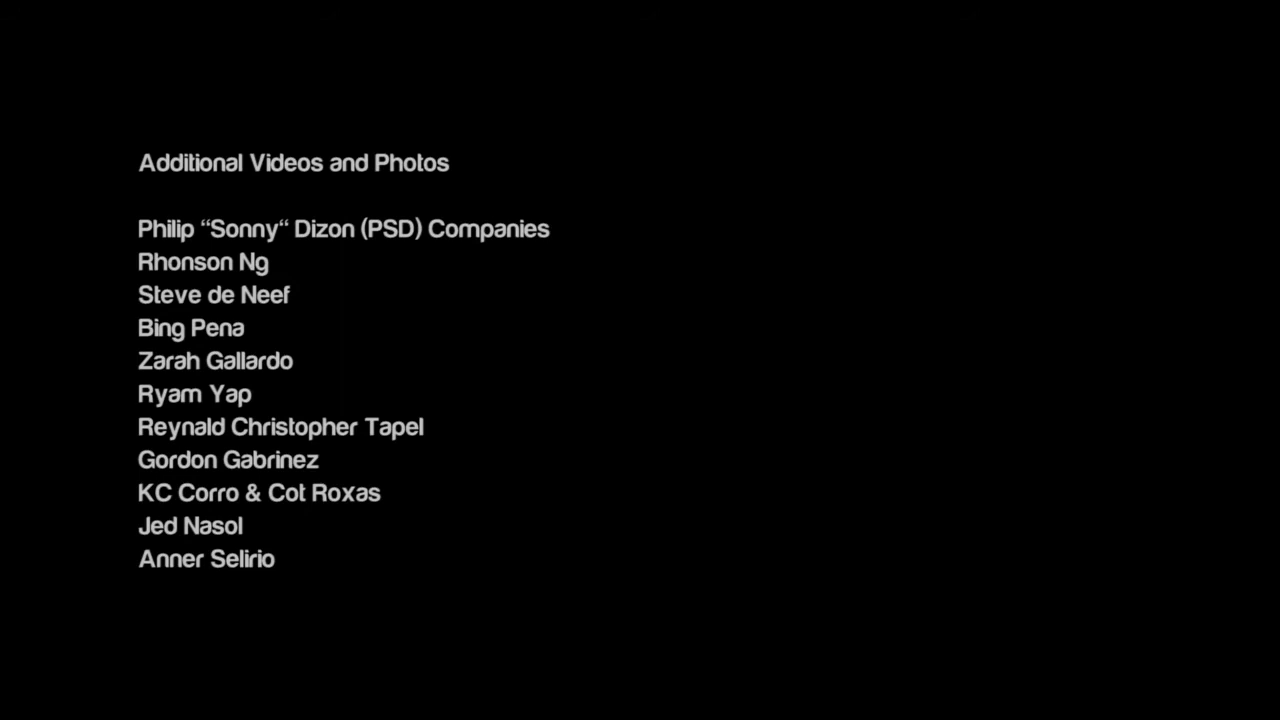 Additional Videos and Photos
Philip “Sonny“ Dizon (PSD) Companies
Rhonson Ng
Steve de Neef
Bing Pena
Zarah Gallardo
Ryam Yap
Reynald Christopher Tapel
Gordon Gabrinez
KC Corro & Cot Roxas
Jed Nasol
Anner Selirio